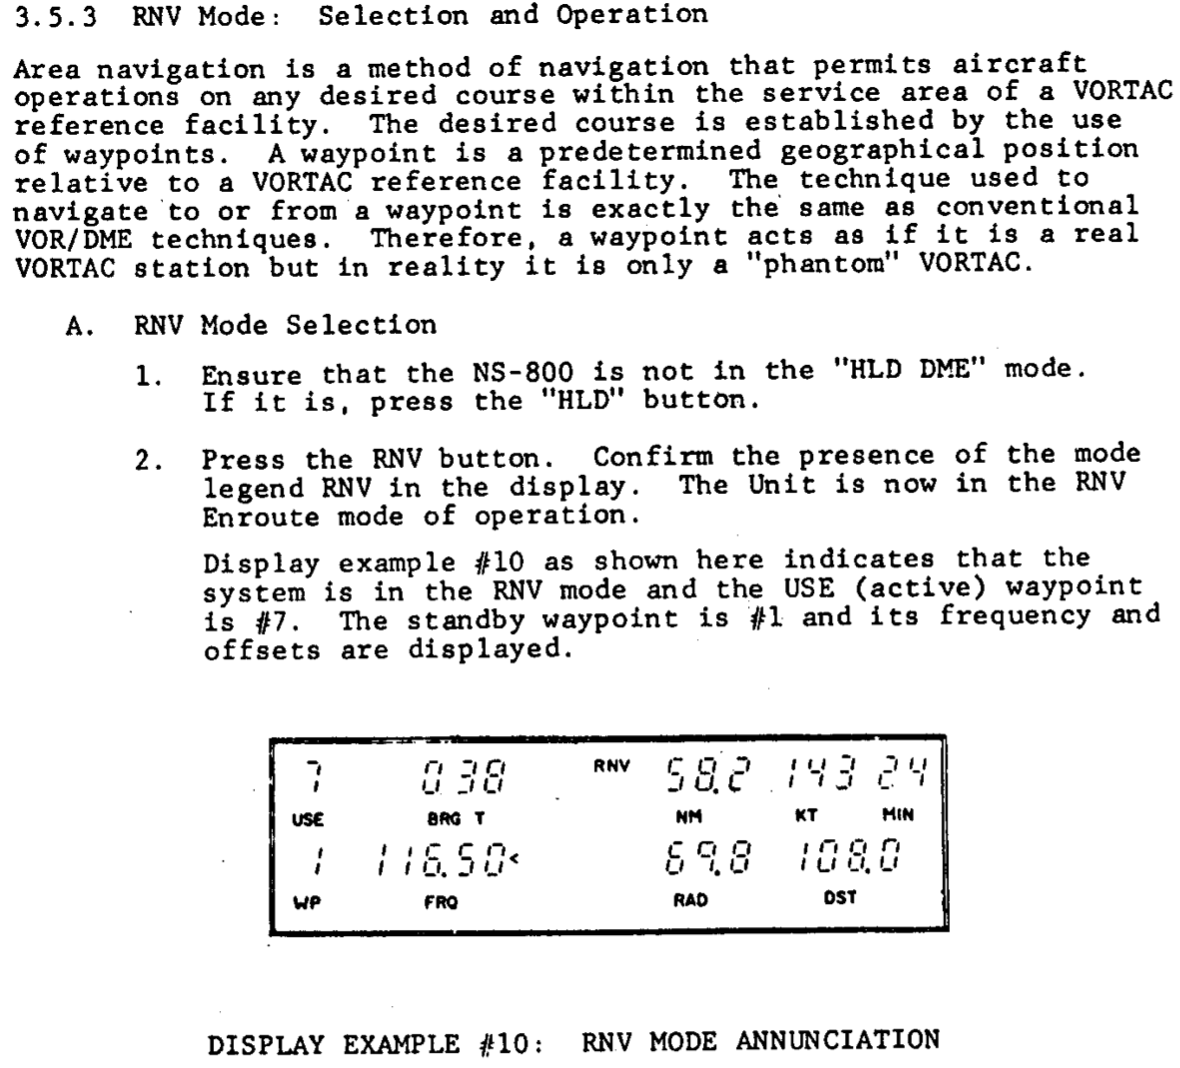 3.5.3 RNV Mode: Selection and Operation
Area navigation is a method of navigation that permits aircraft
operations on any desired course within the service area of a VORTAC
reference facility. The desired course is established by the use
of waypoints. A waypoint is a predetermined geographical position
relative to a VORTAC reference facility. The technique used to
navigate to or from a waypoint is exactly the same as conventional
VOR/DME techniques. Therefore, a waypoint acts as if it is a real
VORTAC station but in reality it is only a "phantom" VORTAC.
A. RNV Mode Selection
1. Ensure that the NS-800 is not in the "HLD DME" mode.
If it is, press the "HLD" button.
2. Press the RNV button. Confirm the presence of the mode
legend RNV in the display. The Unit is now in the RNV
Enroute mode of operation.
Display example #10 as shown here indicates that the
system is in the RNV mode and the USE (active) waypoint
is #7. The standby waypoint is #1 and its frequency and
offsets are displayed.
7 038 RNV 58.2 143 24
USE BRG T NM KT MIN
1 116.50< 69.8 108.0
WP FRQ RAD DST
DISPLAY EXAMPLE #10: RNV MODE ANNUNCIATION